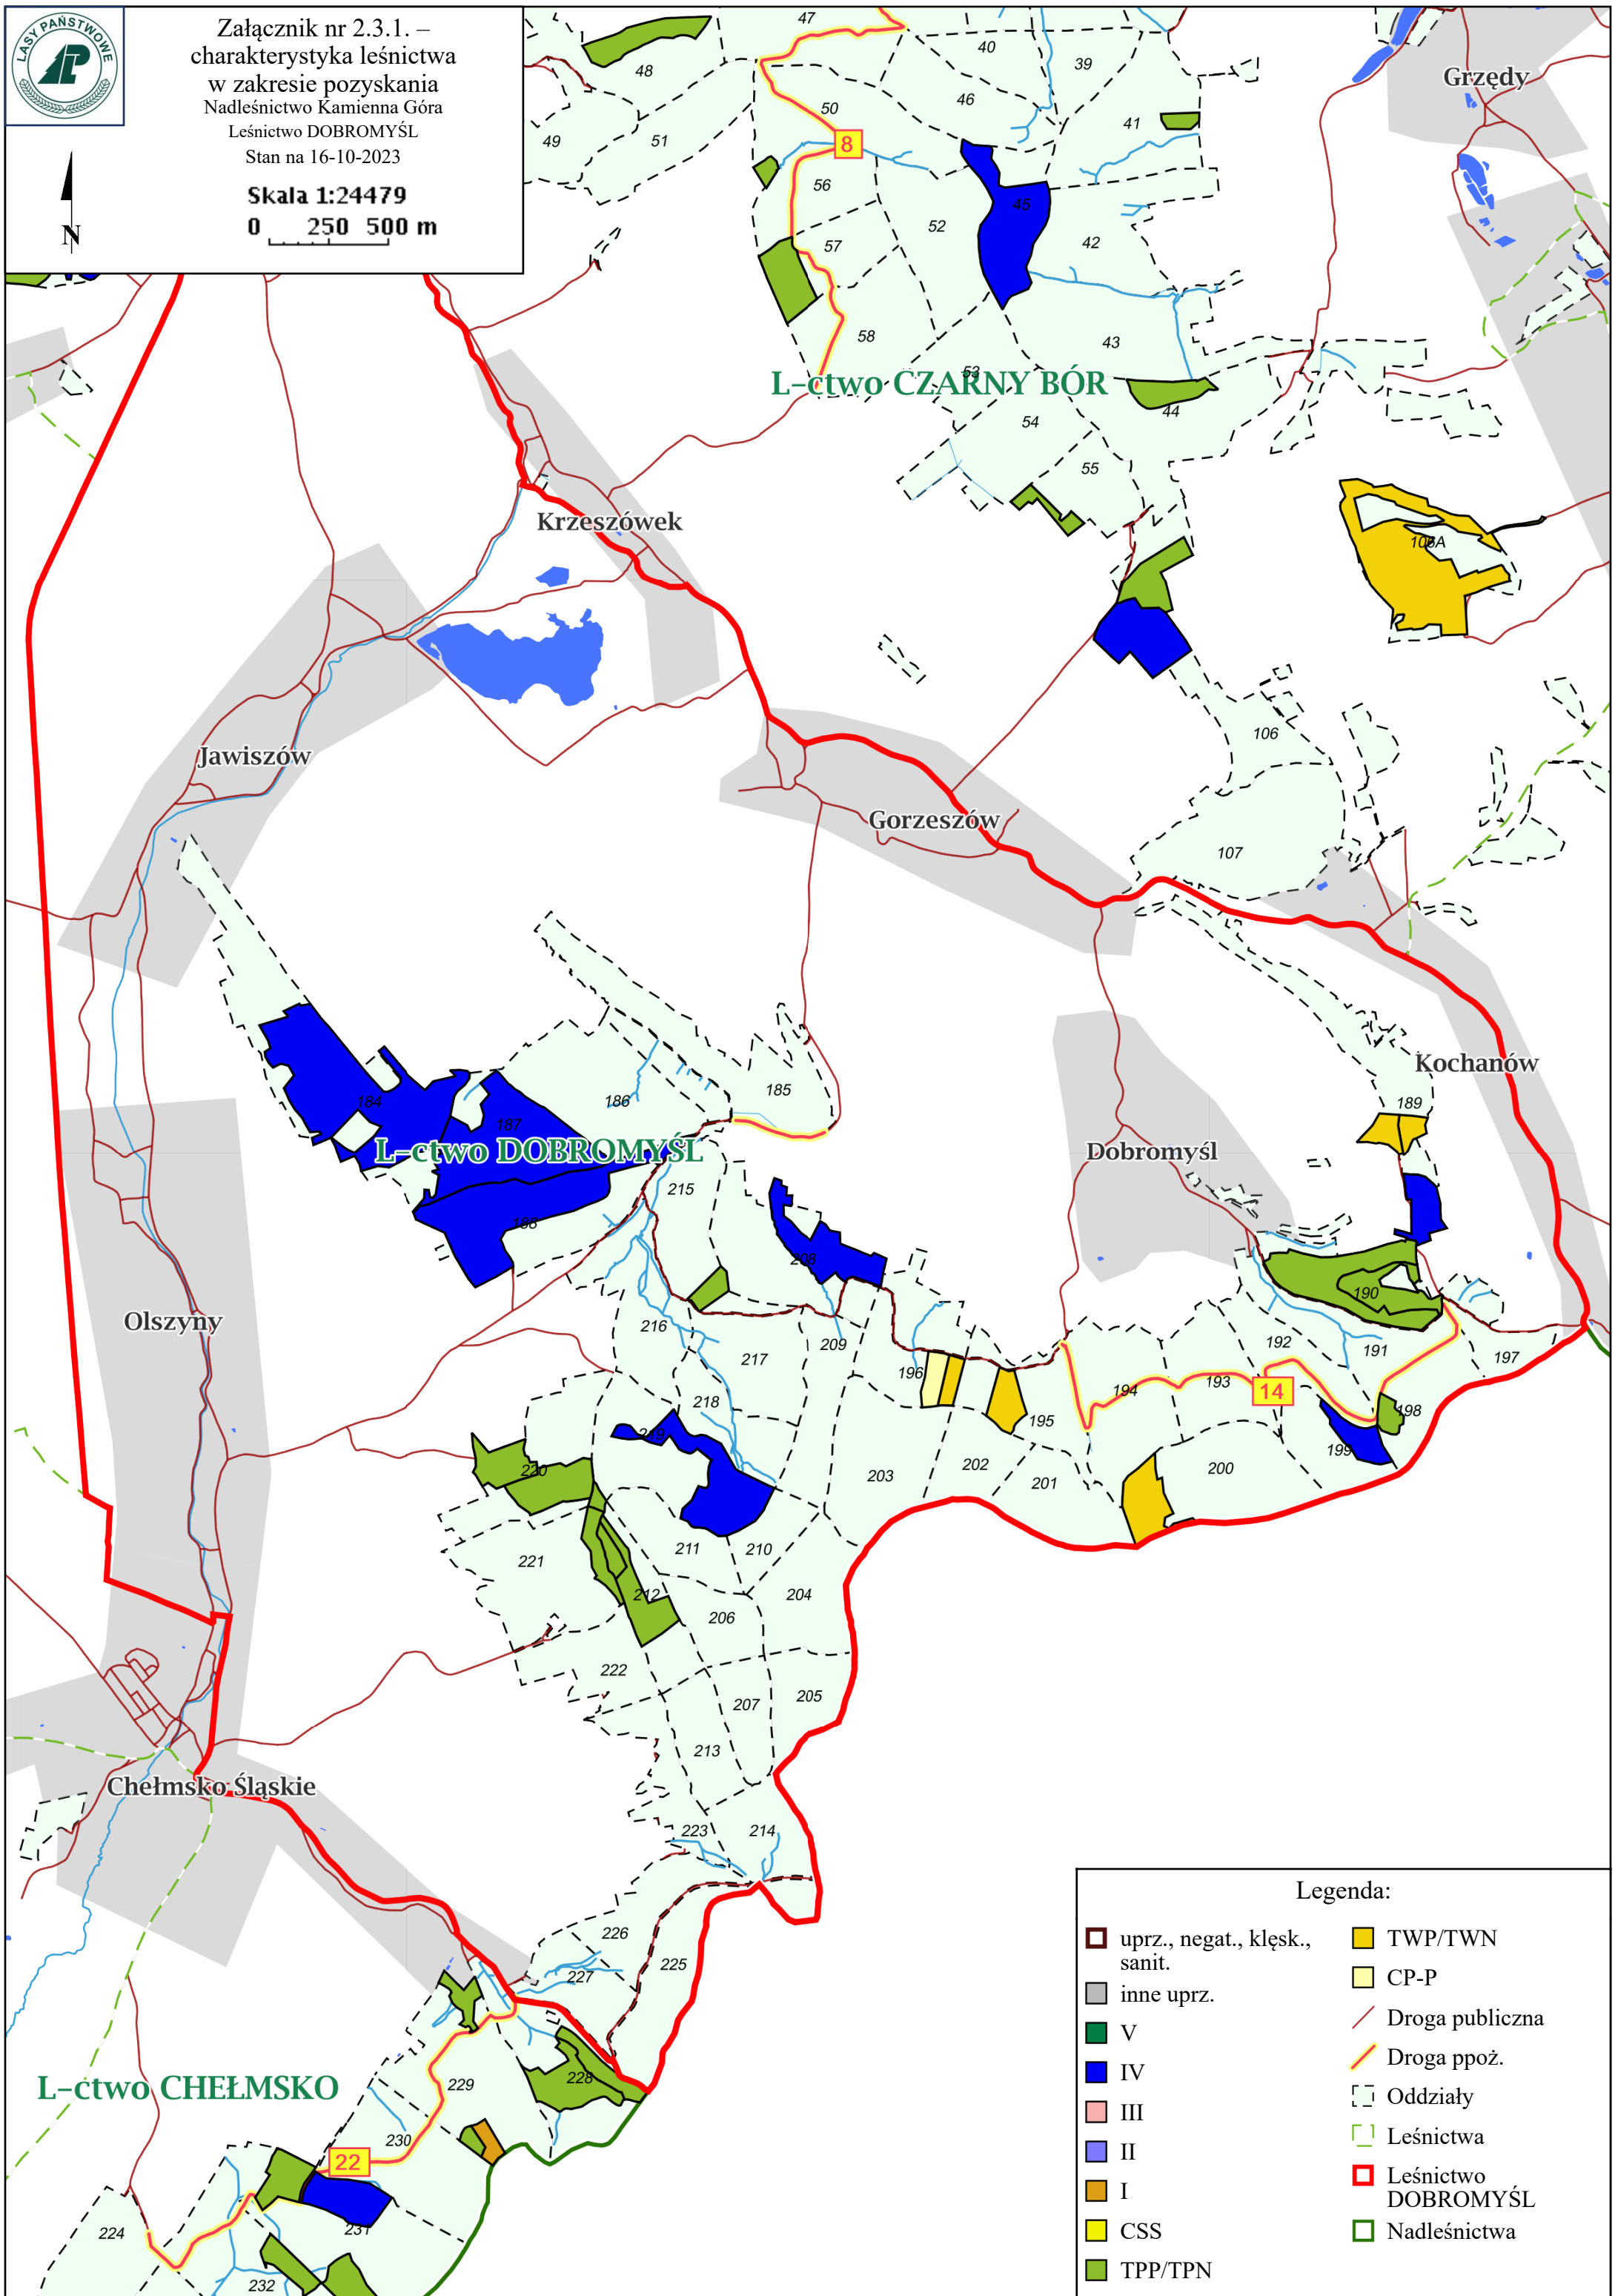 LASY PAŃSTWOWE
Załącznik nr 2.3.1. –
charakterystyka leśnictwa
w zakresie pozyskania
Nadleśnictwo Kamienna Góra
Leśnictwo DOBROMYŚL
Stan na 16-10-2023
Skala 1:24479
0 250 500 m
N
47
40
39
48
Grzędy
46
50
41
49
51
8
56
45
52
57
42
58
43
53
L-ctwo CZARNY BÓR
44
54
55
Krzeszówek
106A
106
Jawiszów
Gorzeszów
107
Kochanów
185
184
186
189
187
L-ctwo DOBROMYŚL
Dobromyśl
215
188
208
190
Olszyny
216
209
192
191
217
197
196
194
193
14
218
195
198
219
199
220
203
202
201
200
221
211
210
212
204
206
222
207
205
213
Chełmsko Śląskie
223
214
226
225
227
228
L-ctwo CHEŁMSKO
229
230
22
224
231
232
Legenda:
uprz., negat., klęsk.,
sanit.
inne uprz.
V
IV
III
II
I
CSS
TPP/TPN
TWP/TWN
CP-P
Droga publiczna
Droga ppoż.
Oddziały
Leśnictwa
Leśnictwo
DOBROMYŚL
Nadleśnictwa